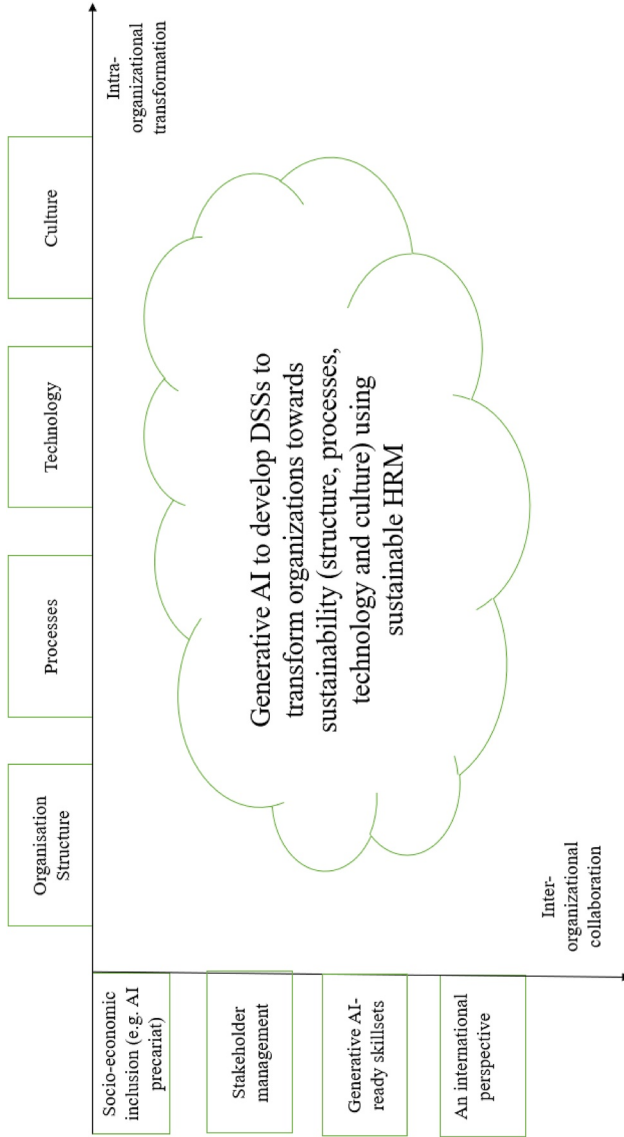 Organisation
Structure
Processes
Technology
Culture
Intra-
organizational
transformation
Socio-economic
inclusion (e.g. AI
precariat)
Stakeholder
management
Generative AI-
ready skillsets
An international
perspective
Generative AI to develop DSSs to
transform organizations towards
sustainability (structure, processes,
technology and culture) using
sustainable HRM
Inter-
organizational
collaboration